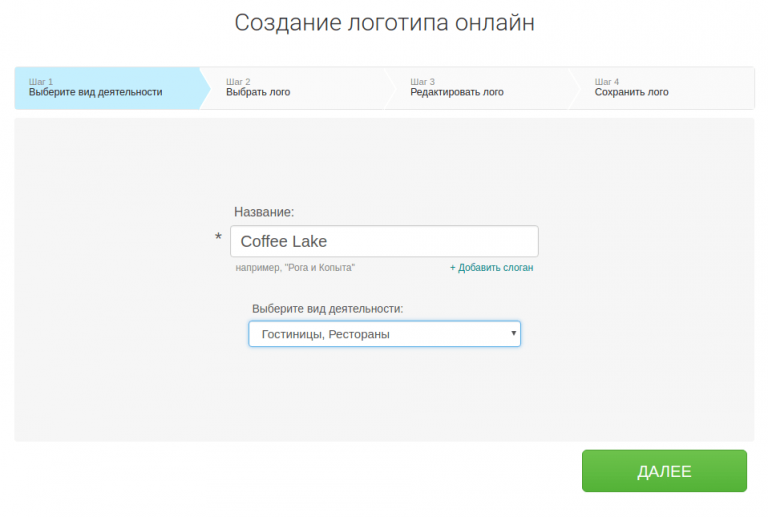 Создание логотипа онлайн
Шаг 1
Выберите вид деятельности
Шаг 2
Выбрать лого
Шаг 3
Редактировать лого
Шаг 4
Сохранить лого
Название:
* Coffee Lake
например, "Рога и Копыта"
+ Добавить слоган
Выберите вид деятельности:
Гостиницы, Рестораны
ДАЛЕЕ